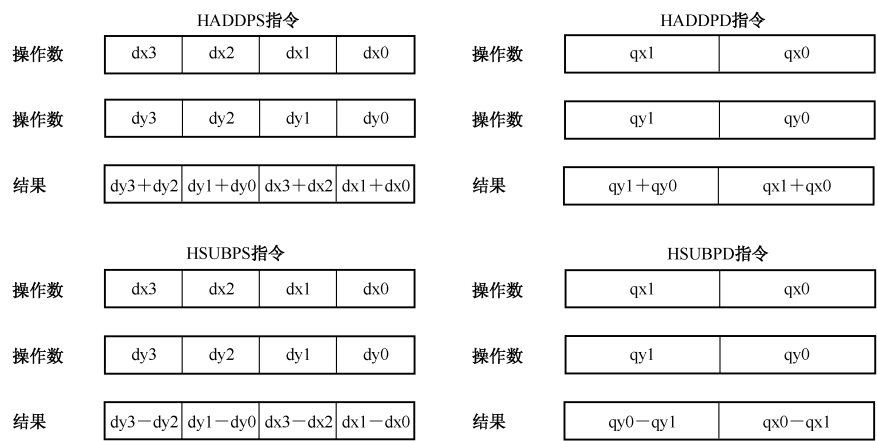 HADDPS指令
操作数 dx3 dx2 dx1 dx0
操作数 dy3 dy2 dy1 dy0
结果 dy3+dy2 dy1+dy0 dx3+dx2 dx1+dx0
HADDPD指令
操作数 qx1 qx0
操作数 qy1 qy0
结果 qy1+qy0 qx1+qx0
HSUBPS指令
操作数 dx3 dx2 dx1 dx0
操作数 dy3 dy2 dy1 dy0
结果 dy3−dy2 dy1−dy0 dx3−dx2 dx1−dx0
HSUBPD指令
操作数 qx1 qx0
操作数 qy1 qy0
结果 qy0−qy1 qx0−qx1